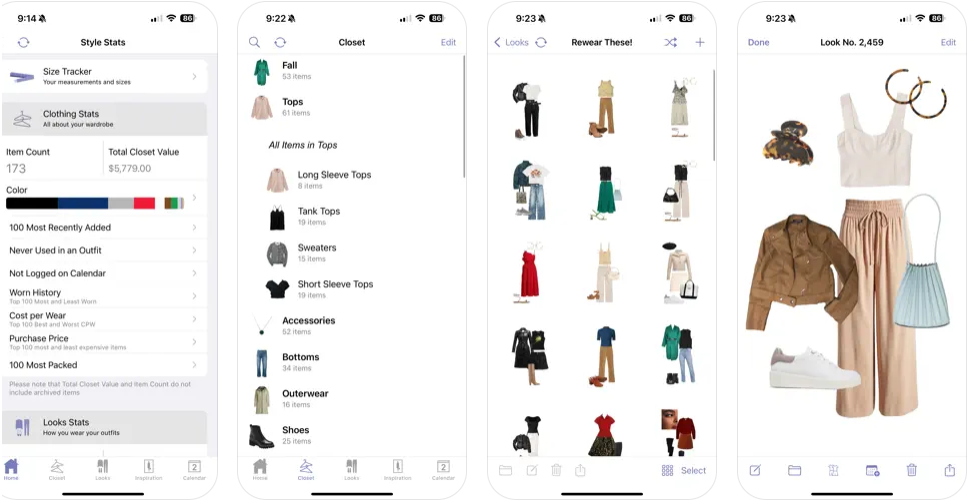 9:14
86
Style Stats
Size Tracker
Your measurements and sizes
Clothing Stats
All about your wardrobe
Item Count
Total Closet Value
173
$5,779.00
Color
100 Most Recently Added
Never Used in an Outfit
Not Logged on Calendar
Worn History
Top 100 Most and Least Worn
Cost per Wear
Top 100 Best and Worst CPW
Purchase Price
Top 100 most and least expensive items
100 Most Packed
Please note that Total Closet Value and Item Count do not
include archived items
Looks Stats
How you wear your outfits
Home
Closet
Looks
Inspiration
2
Calendar
9:22
86
Closet
Edit
Fall
53 items
Tops
61 items
All Items in Tops
Long Sleeve Tops
8 items
Tank Tops
19 items
Sweaters
15 items
Short Sleeve Tops
19 items
Accessories
52 items
Bottoms
34 items
Outerwear
16 items
Shoes
25 items
Home
Closet
Looks
Inspiration
2
Calendar
9:23
86
Looks
Rewear These!
Select
9:23
86
Done
Look No. 2,459
Edit